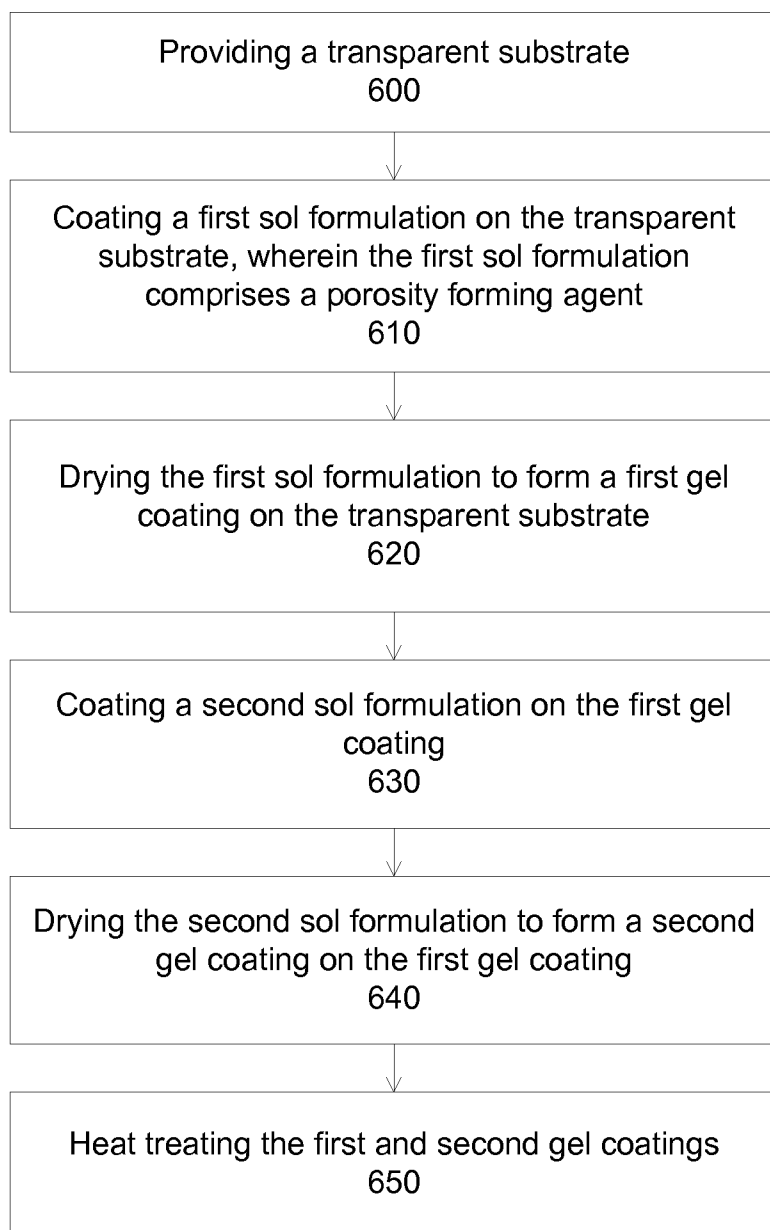 Providing a transparent substrate
600
Coating a first sol formulation on the transparent
substrate, wherein the first sol formulation
comprises a porosity forming agent
610
Drying the first sol formulation to form a first gel
coating on the transparent substrate
620
Coating a second sol formulation on the first gel
coating
630
Drying the second sol formulation to form a second
gel coating on the first gel coating
640
Heat treating the first and second gel coatings
650